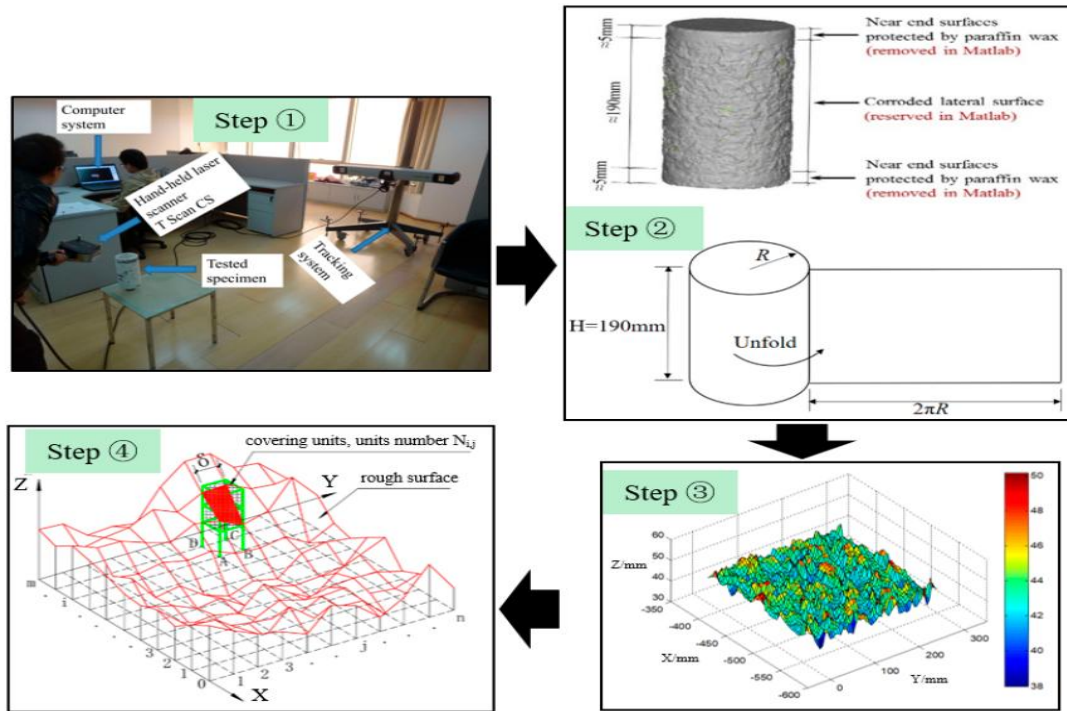 Step ①
Computer
system
Hand-held laser
scanner
T Scan CS
Tested
specimen
Tracking
system
≈5mm
≈190mm
≈5mm
Near end surfaces
protected by paraffin wax
(removed in Matlab)
Corroded lateral surface
(reserved in Matlab)
Near end surfaces
protected by paraffin wax
(removed in Matlab)
Step ②
R
H=190mm
Unfold
2πR
Step ③
Z/mm
60
50
40
30
-350
-400
-450
-500
-550
-600
X/mm
0
100
200
300
Y/mm
50
48
46
44
42
40
38
Step ④
covering units, units number Ni,j
rough surface
Z
δ
Y
D
C
B
A
m
i
3
2
1
0
1
2
3
j
n
X